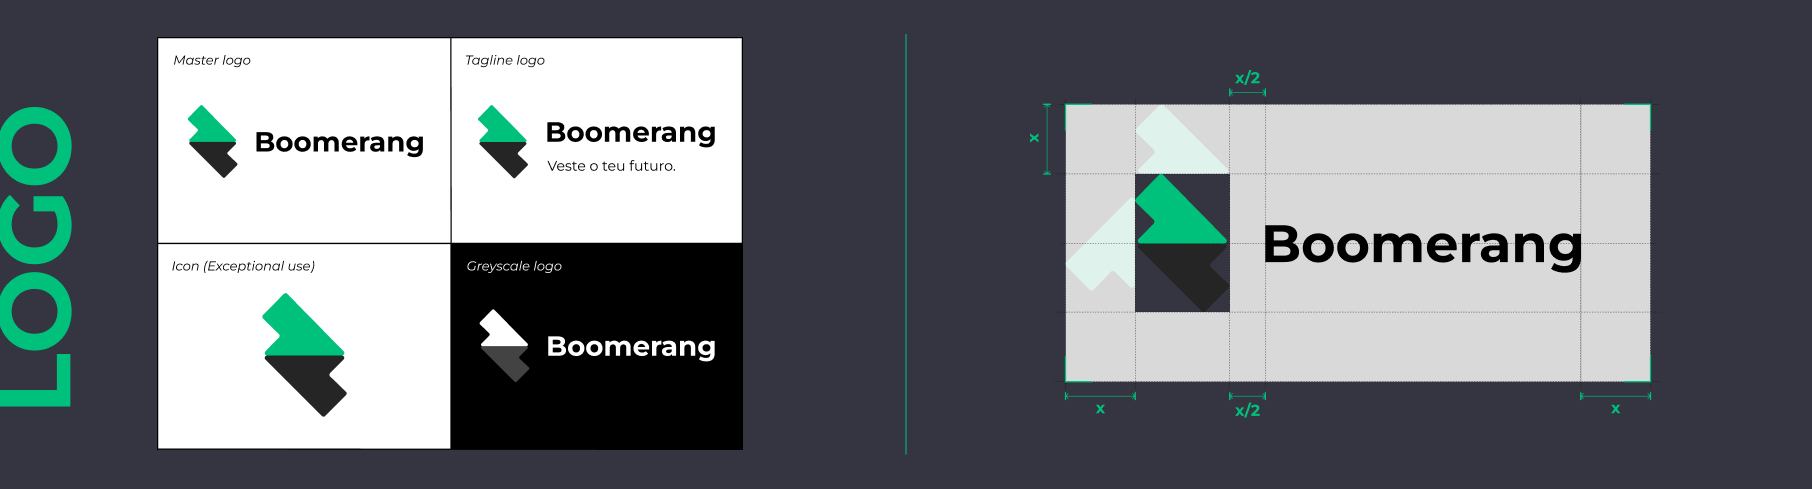 LOGO
Master logo
Boomerang
Tagline logo
Boomerang
Veste o teu futuro.
Icon (Exceptional use)
Greyscale logo
Boomerang
x/2
x
Boomerang
x
x/2
x